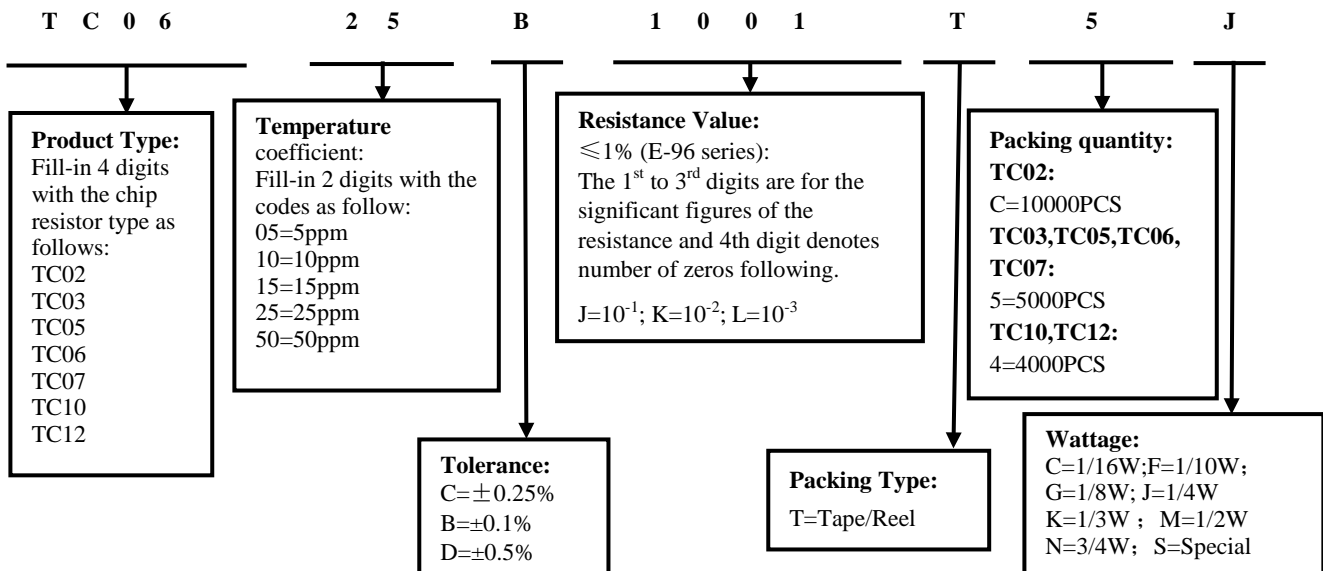 T C 0 6 2 5 B 1 0 0 1 T 5 J
Product Type:
Fill-in 4 digits
with the chip
resistor type as
follows:
TC02
TC03
TC05
TC06
TC07
TC10
TC12
Temperature
coefficient:
Fill-in 2 digits with the
codes as follow:
05=5ppm
10=10ppm
15=15ppm
25=25ppm
50=50ppm
Tolerance:
C=±0.25%
B=±0.1%
D=±0.5%
Resistance Value:
≤1% (E-96 series):
The 1st to 3rd digits are for the
significant figures of the
resistance and 4th digit denotes
number of zeros following.
J=10-1; K=10-2; L=10-3
Packing Type:
T=Tape/Reel
Packing quantity:
TC02:
C=10000PCS
TC03,TC05,TC06,
TC07:
5=5000PCS
TC10,TC12:
4=4000PCS
Wattage:
C=1/16W;F=1/10W；
G=1/8W; J=1/4W
K=1/3W ；M=1/2W
N=3/4W；S=Special